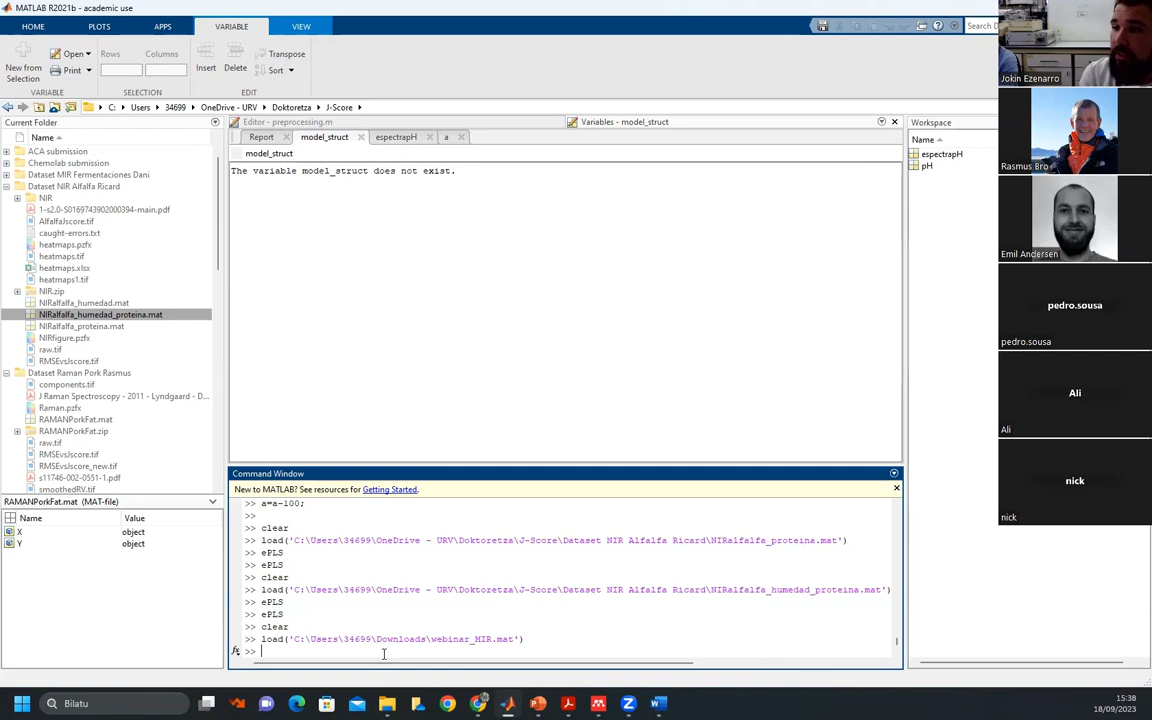 MATLAB R2021b - academic use
HOME PLOTS APPS VARIABLE VIEW Search D
New from Selection
Open
Print
Rows Columns
Insert Delete
Transpose
Sort
VARIABLE SELECTION EDIT
C: Users 34699 OneDrive - URV Doktoretza J-Score
Current Folder
Name
ACA submission
Chemolab submission
Dataset MIR Fermentaciones Dani
Dataset NIR Alfalfa Ricard
NIR
1-s2.0-S0169743902000394-main.pdf
AlfalfaJscore.tif
caught-errors.txt
heatmaps.pzfx
heatmaps.tif
heatmaps.xlsx
heatmaps1.tif
NIR.zip
NIRalfalfa_humedad.mat
NIRalfalfa_humedad_proteina.mat
NIRalfalfa_proteina.mat
NIRfigure.pzfx
raw.tif
RMSEvsJscore.tif
Dataset Raman Pork Rasmus
components.tif
J Raman Spectroscopy - 2011 - Lyndgaard - D...
Raman.pzfx
RAMANPorkFat.mat
RAMANPorkFat.zip
raw.tif
RMSEvsJscore.tif
RMSEvsJscore_new.tif
s11746-002-0551-1.pdf
smoothedRV.tif
RAMANPorkFat.mat (MAT-file)
Name Value
X object
Y object
Editor - preprocessing.m
Variables - model_struct
Report model_struct espectrapH a
model_struct
The variable model_struct does not exist.
Command Window
New to MATLAB? See resources for Getting Started.
>> a=a-100;
>>
>> clear
>> load('C:\Users\34699\OneDrive - URV\Doktoretza\J-Score\Dataset NIR Alfalfa Ricard\NIRalfalfa_proteina.mat')
>> ePLS
>> ePLS
>> clear
>> load('C:\Users\34699\OneDrive - URV\Doktoretza\J-Score\Dataset NIR Alfalfa Ricard\NIRalfalfa_humedad_proteina.mat')
>> ePLS
>> ePLS
>> clear
>> load('C:\Users\34699\Downloads\webinar_MIR.mat')
fx >>
Workspace
Name
espectrapH
pH
Jokin Ezenarro
Rasmus Bro
Emil Andersen
pedro.sousa
pedro.sousa
Ali
Ali
nick
nick
Bilatu
15:38
18/09/2023